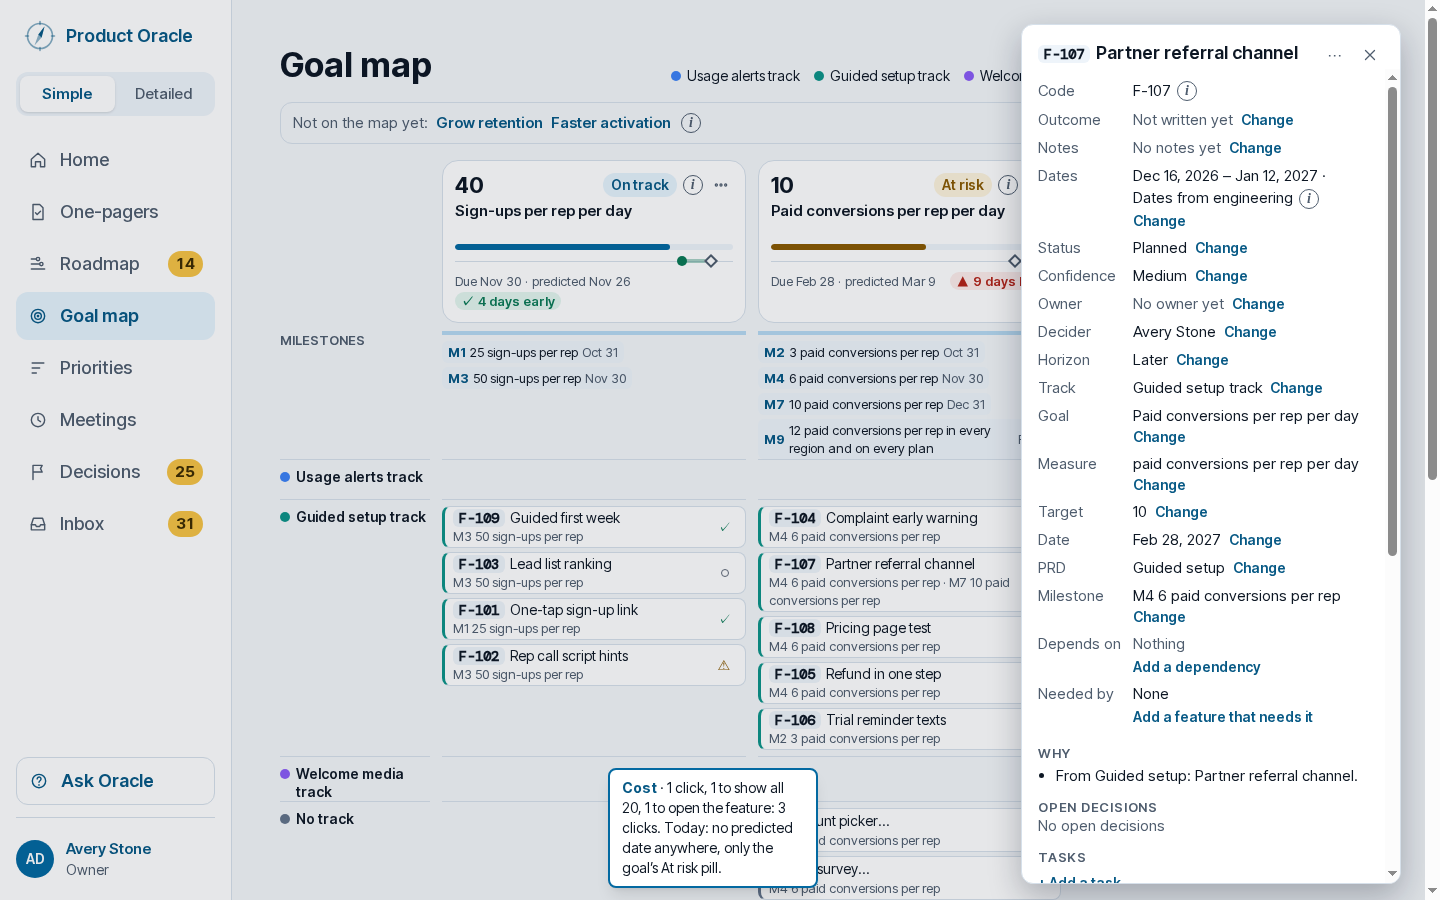 Product Oracle
Simple
Detailed
Home
One-pagers
Roadmap
14
Goal map
Priorities
Meetings
Decisions
25
Inbox
31
Ask Oracle
AD
Avery Stone
Owner
Goal map
Usage alerts track
Guided setup track
Welcom
Not on the map yet: Grow retention Faster activation i
40
On track
i
Sign-ups per rep per day
Due Nov 30 · predicted Nov 26
✓ 4 days early
10
At risk
i
Paid conversions per rep per day
Due Feb 28 · predicted Mar 9
▲ 9 days
MILESTONES
M1 25 sign-ups per rep Oct 31
M3 50 sign-ups per rep Nov 30
M2 3 paid conversions per rep Oct 31
M4 6 paid conversions per rep Nov 30
M7 10 paid conversions per rep Dec 31
M9 12 paid conversions per rep in every
region and on every plan
Usage alerts track
Guided setup track
F-109 Guided first week
M3 50 sign-ups per rep
F-103 Lead list ranking
M3 50 sign-ups per rep
F-101 One-tap sign-up link
M1 25 sign-ups per rep
F-102 Rep call script hints
M3 50 sign-ups per rep
F-104 Complaint early warning
M4 6 paid conversions per rep
F-107 Partner referral channel
M4 6 paid conversions per rep · M7 10 paid
conversions per rep
F-108 Pricing page test
M4 6 paid conversions per rep
F-105 Refund in one step
M4 6 paid conversions per rep
F-106 Trial reminder texts
M2 3 paid conversions per rep
Welcome media
track
No track
unt picker...
d conversions per rep
survey...
M4 6 paid conversions per rep
Cost · 1 click, 1 to show all
20, 1 to open the feature: 3
clicks. Today: no predicted
date anywhere, only the
goal's At risk pill.
F-107 Partner referral channel
Code F-107 i
Outcome Not written yet Change
Notes No notes yet Change
Dates Dec 16, 2026 – Jan 12, 2027 ·
Dates from engineering i
Change
Status Planned Change
Confidence Medium Change
Owner No owner yet Change
Decider Avery Stone Change
Horizon Later Change
Track Guided setup track Change
Goal Paid conversions per rep per day
Change
Measure paid conversions per rep per day
Change
Target 10 Change
Date Feb 28, 2027 Change
PRD Guided setup Change
Milestone M4 6 paid conversions per rep
Change
Depends on Nothing
Add a dependency
Needed by None
Add a feature that needs it
WHY
• From Guided setup: Partner referral channel.
OPEN DECISIONS
No open decisions
TASKS
+ Add a task